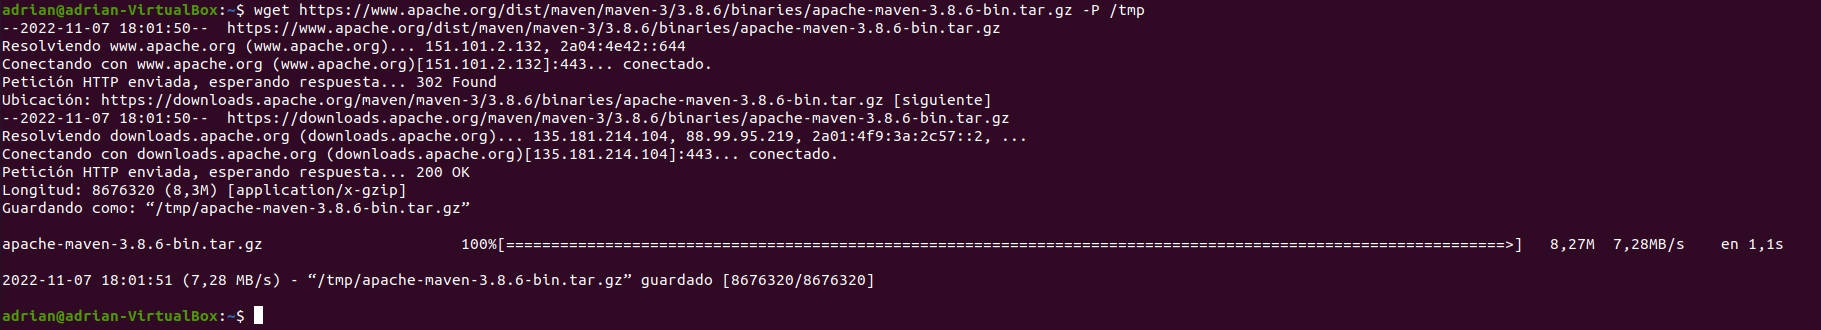 adrian@adrian-VirtualBox:~$ wget https://www.apache.org/dist/maven/maven-3/3.8.6/binaries/apache-maven-3.8.6-bin.tar.gz -P /tmp
--2022-11-07 18:01:50--  https://www.apache.org/dist/maven/maven-3/3.8.6/binaries/apache-maven-3.8.6-bin.tar.gz
Resolviendo www.apache.org (www.apache.org)... 151.101.2.132, 2a04:4e42::644
Conectando con www.apache.org (www.apache.org)[151.101.2.132]:443... conectado.
Petición HTTP enviada, esperando respuesta... 302 Found
Ubicación: https://downloads.apache.org/maven/maven-3/3.8.6/binaries/apache-maven-3.8.6-bin.tar.gz [siguiente]
--2022-11-07 18:01:50--  https://downloads.apache.org/maven/maven-3/3.8.6/binaries/apache-maven-3.8.6-bin.tar.gz
Resolviendo downloads.apache.org (downloads.apache.org)... 135.181.214.104, 88.99.95.219, 2a01:4f9:3a:2c57::2, ...
Conectando con downloads.apache.org (downloads.apache.org)[135.181.214.104]:443... conectado.
Petición HTTP enviada, esperando respuesta... 200 OK
Longitud: 8676320 (8,3M) [application/x-gzip]
Guardando como: “/tmp/apache-maven-3.8.6-bin.tar.gz”
apache-maven-3.8.6-bin.tar.gz                      100%[===============================================================================================================>]   8,27M  7,28MB/s    en 1,1s
2022-11-07 18:01:51 (7,28 MB/s) - “/tmp/apache-maven-3.8.6-bin.tar.gz” guardado [8676320/8676320]
adrian@adrian-VirtualBox:~$